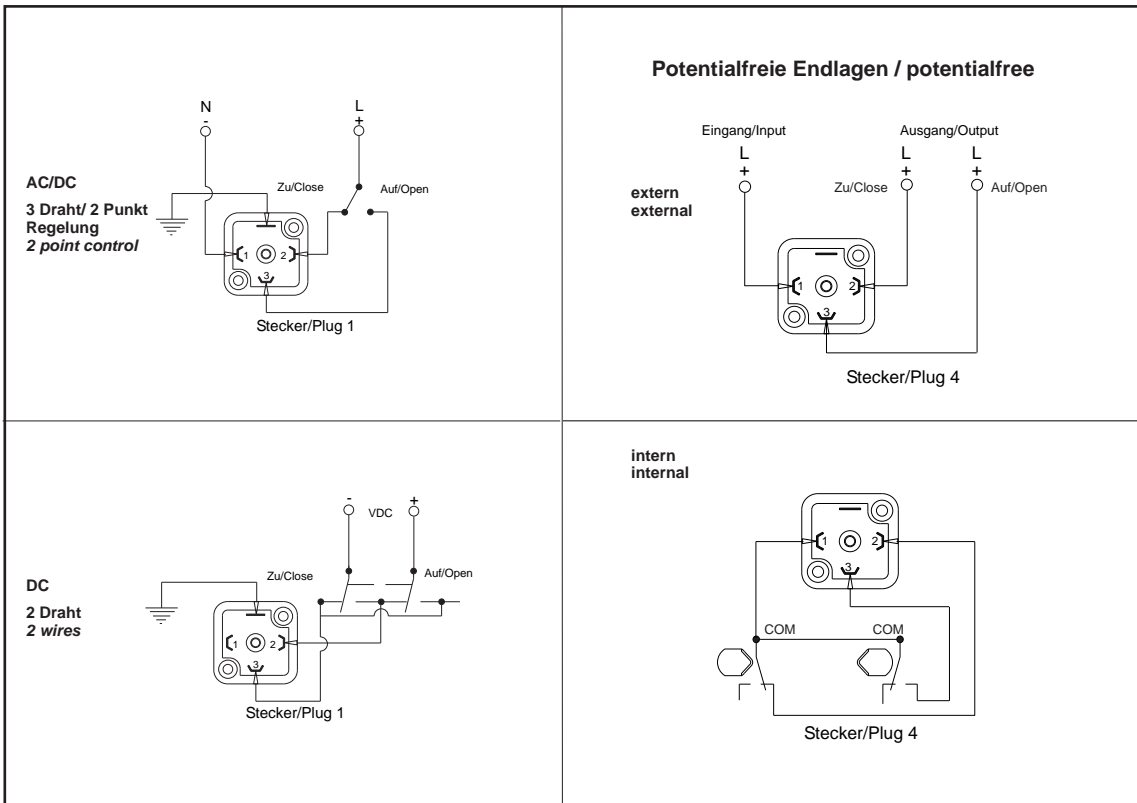 N
-
L
+
AC/DC
3 Draht/ 2 Punkt
Regelung
2 point control
Zu/Close
Auf/Open
1
2
3
Stecker/Plug 1
Potentialfreie Endlagen / potentialfree
Eingang/Input
Ausgang/Output
L
+
L
+
L
+
extern
external
Zu/Close
Auf/Open
1
2
3
Stecker/Plug 4
-
VDC
+
DC
2 Draht
2 wires
Zu/Close
Auf/Open
1
2
3
Stecker/Plug 1
intern
internal
1
2
3
COM
COM
Stecker/Plug 4